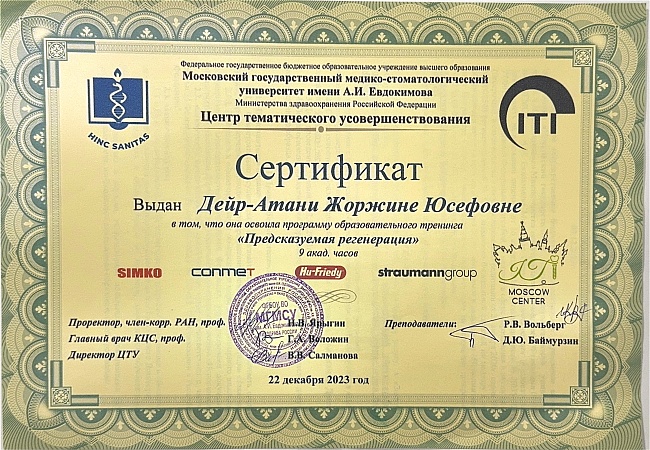 Федеральное государственное бюджетное образовательное учреждение высшего образования
Московский государственный медико-стоматологический
университет имени А.И. Евдокимова
Министерства здравоохранения Российской Федерации
Центр тематического усовершенствования
HINC SANITAS
ITI
Сертификат
Выдан Дейр-Атани Жоржине Юсефовне
в том, что она освоила программу образовательного тренинга
«Предсказуемая регенерация»
9 акад. часов
SIMKO conmet Hu-Friedy straumanngroup
MOSCOW
CENTER
МГМСУ
Проректор, член-корр. РАН, проф. Н.В. Ярыгин
Главный врач КЦС, проф. Г.А. Воложин
Директор ЦТУ В.В. Салманова
Преподаватели: Р.В. Вольберг
Д.Ю. Баймурзин
22 декабря 2023 год